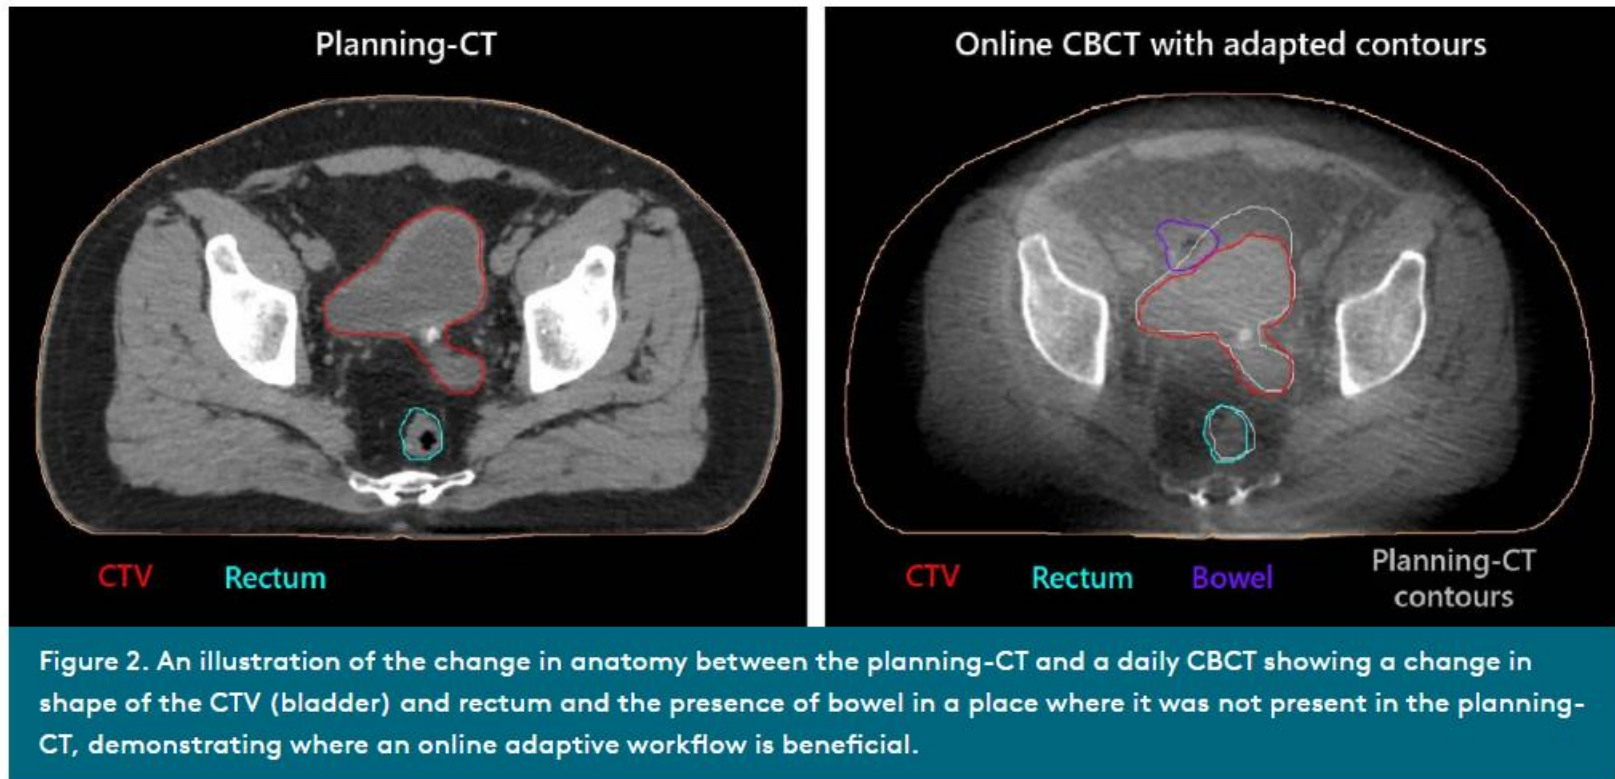 Planning-CT
Online CBCT with adapted contours
CTV
Rectum
CTV
Rectum
Bowel
Planning-CT
contours
Figure 2. An illustration of the change in anatomy between the planning-CT and a daily CBCT showing a change in
shape of the CTV (bladder) and rectum and the presence of bowel in a place where it was not present in the planning-
CT, demonstrating where an online adaptive workflow is beneficial.